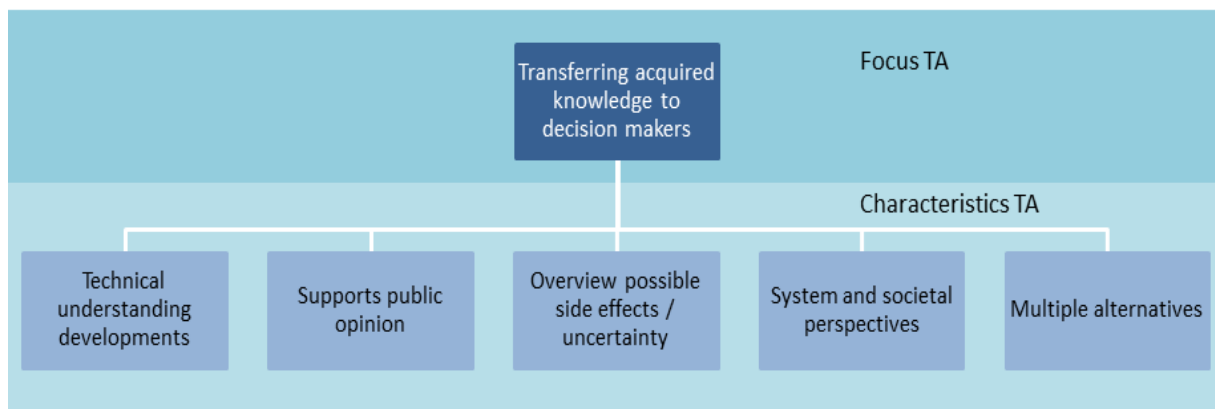 Transferring acquired
knowledge to
decision makers
Focus TA
Characteristics TA
Technical
understanding
developments
Supports public
opinion
Overview possible
side effects /
uncertainty
System and societal
perspectives
Multiple alternatives